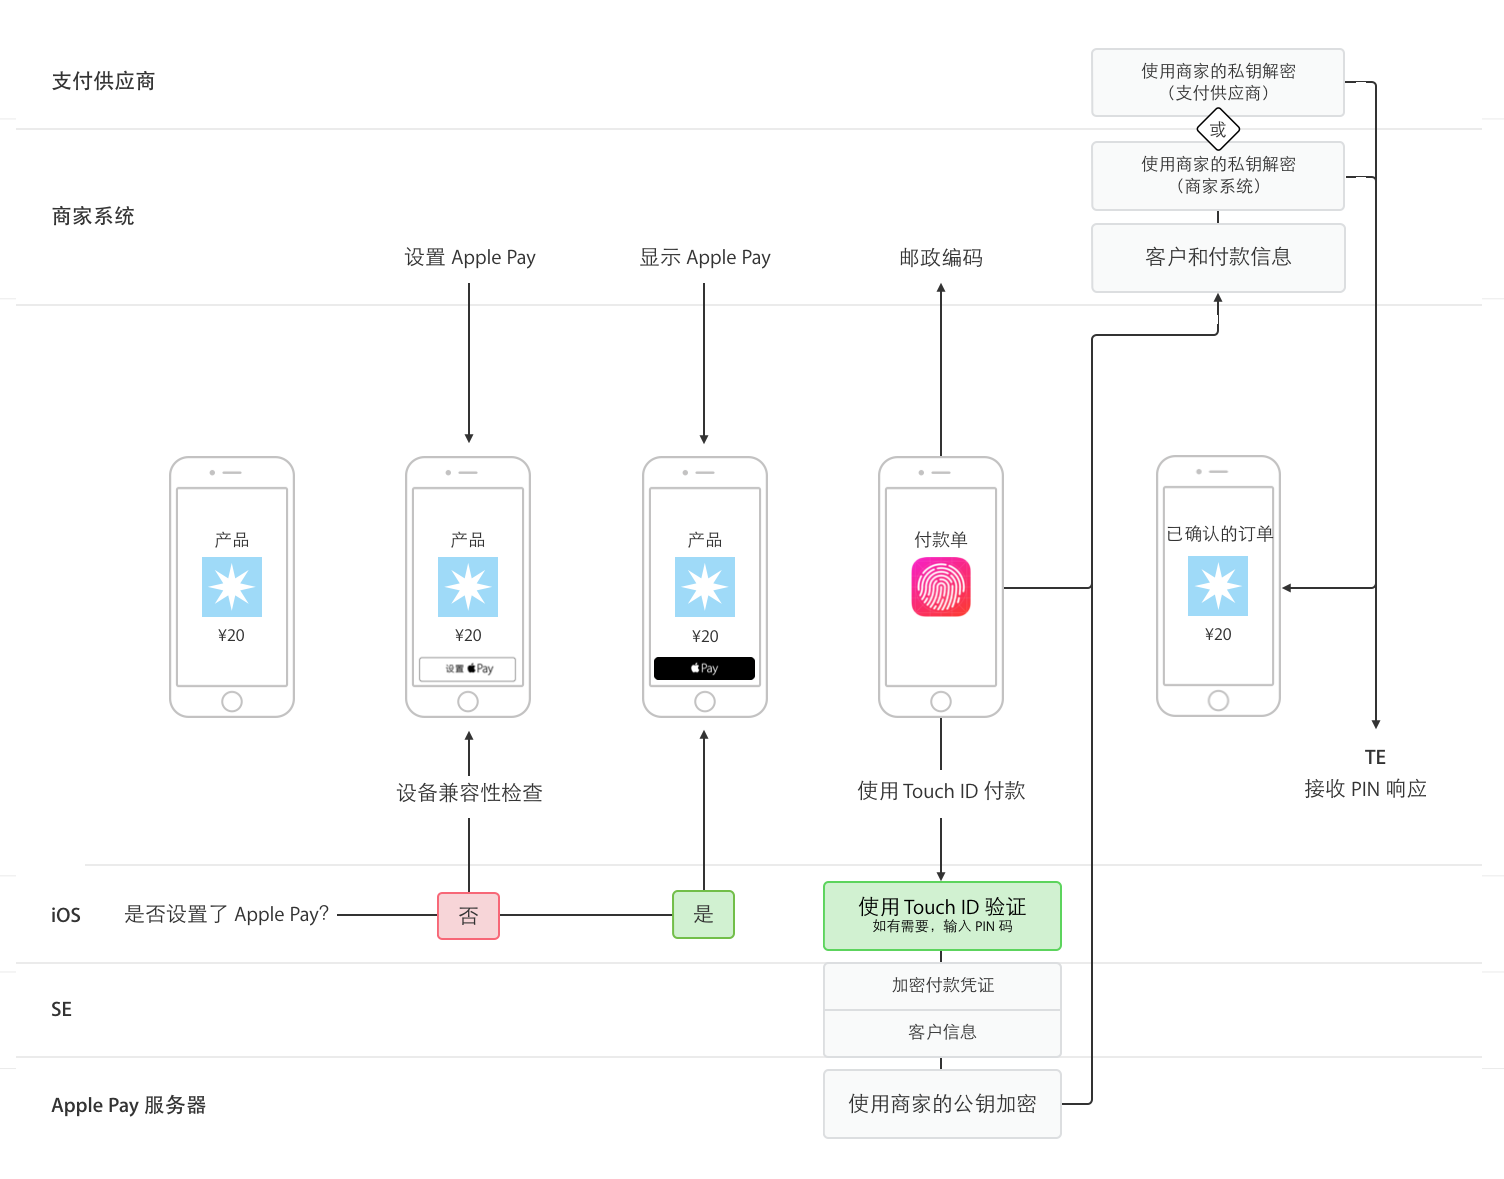 支付供应商
使用商家的私钥解密
（支付供应商）
或
使用商家的私钥解密
（商家系统）
商家系统
设置 Apple Pay
显示 Apple Pay
邮政编码
客户和付款信息
产品
¥20
产品
¥20
设置 Pay
产品
¥20
Pay
付款单
已确认的订单
¥20
设备兼容性检查
使用 Touch ID 付款
TE
接收 PIN 响应
iOS
是否设置了 Apple Pay?
否
是
使用 Touch ID 验证
如有需要，输入 PIN 码
SE
加密付款凭证
客户信息
Apple Pay 服务器
使用商家的公钥加密